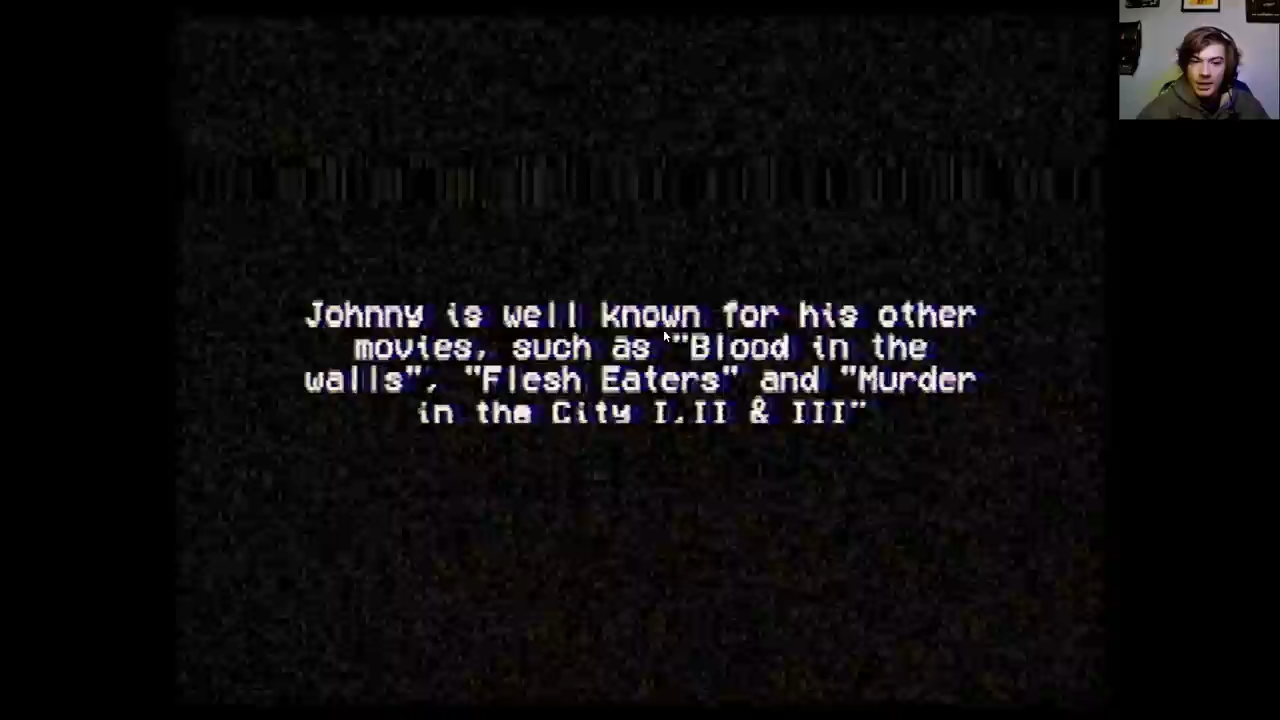 Johnny is well known for his other
movies, such as "Blood in the
walls", "Flesh Eaters" and "Murder
in the City I,II & III"